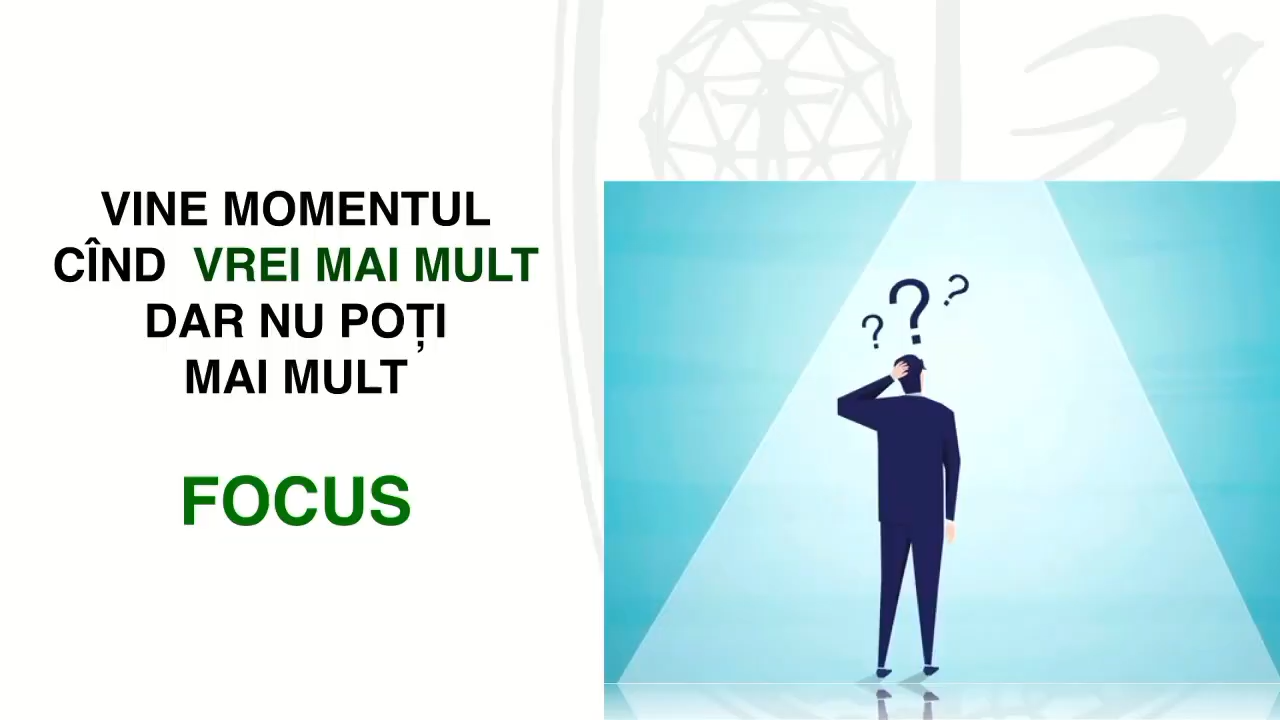 VINE MOMENTUL
CÎND VREI MAI MULT
DAR NU POȚI
MAI MULT
FOCUS
? ? ?